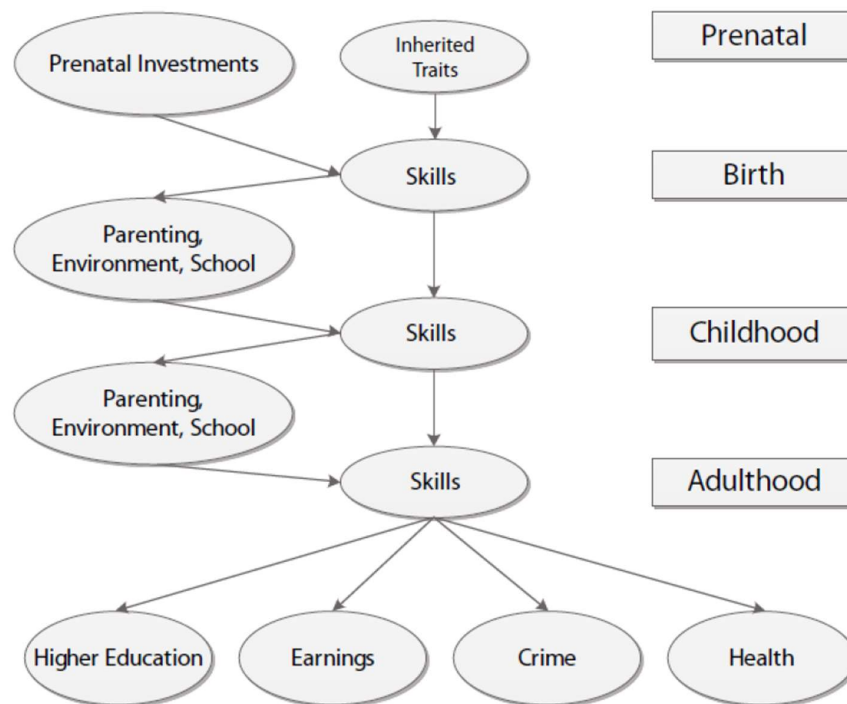 Prenatal Investments
Inherited
Traits
Prenatal
Skills
Birth
Parenting,
Environment, School
Skills
Childhood
Parenting,
Environment, School
Skills
Adulthood
Higher Education
Earnings
Crime
Health